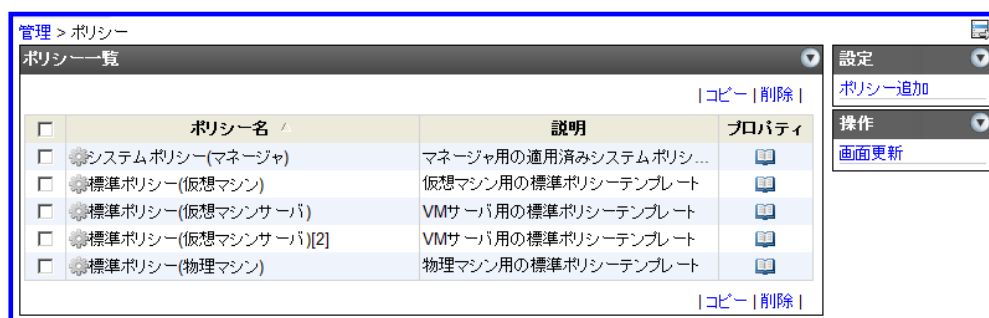 管理 > ポリシー
ポリシー一覧
| コピー | 削除 |
ポリシー名 説明 プロパティ
システムポリシー(マネージャ) マネージャ用の適用済みシステムポリシ...
標準ポリシー(仮想マシン) 仮想マシン用の標準ポリシーテンプレート
標準ポリシー(仮想マシンサーバ) VMサーバ用の標準ポリシーテンプレート
標準ポリシー(仮想マシンサーバ)[2] VMサーバ用の標準ポリシーテンプレート
標準ポリシー(物理マシン) 物理マシン用の標準ポリシーテンプレート
| コピー | 削除 |
設定
ポリシー追加
操作
画面更新